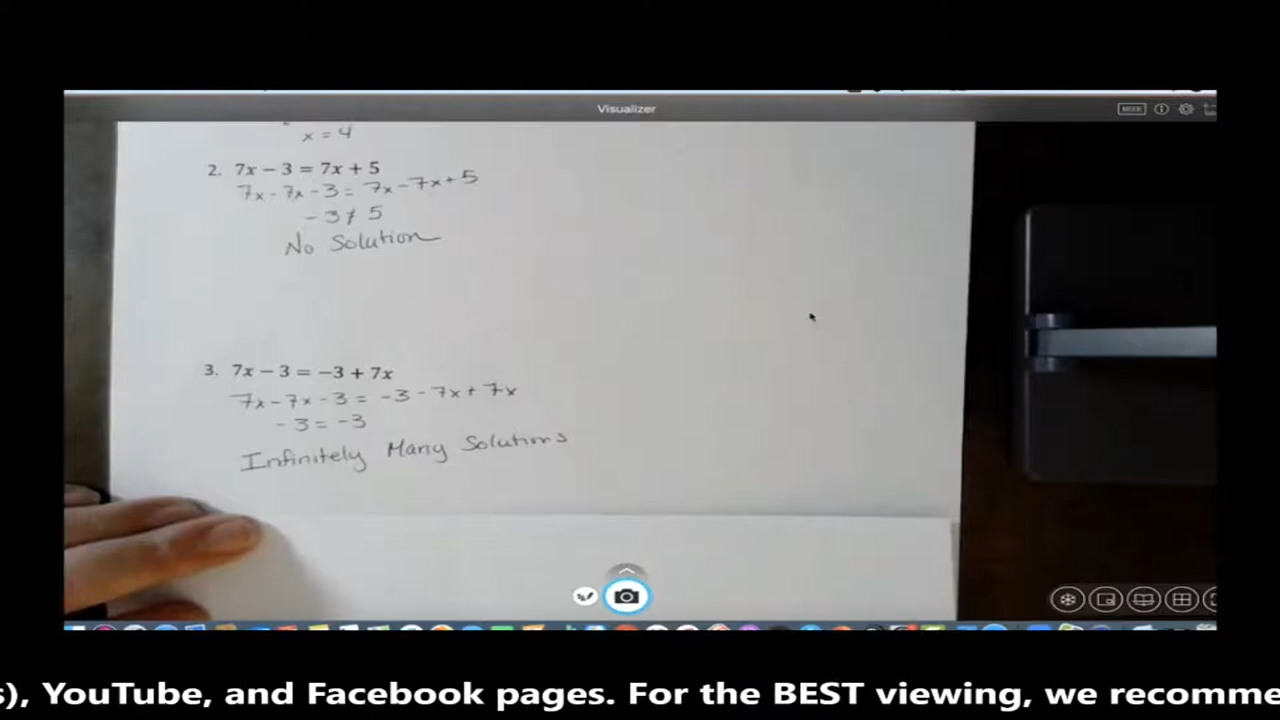 Visualizer
MODE
x = 4
2. 7x − 3 = 7x + 5
7x - 7x - 3 = 7x - 7x + 5
- 3 ≠ 5
No Solution
3. 7x − 3 = −3 + 7x
7x - 7x - 3 = -3 - 7x + 7x
- 3 = -3
Infinitely Many Solutions
s), YouTube, and Facebook pages. For the BEST viewing, we recomme